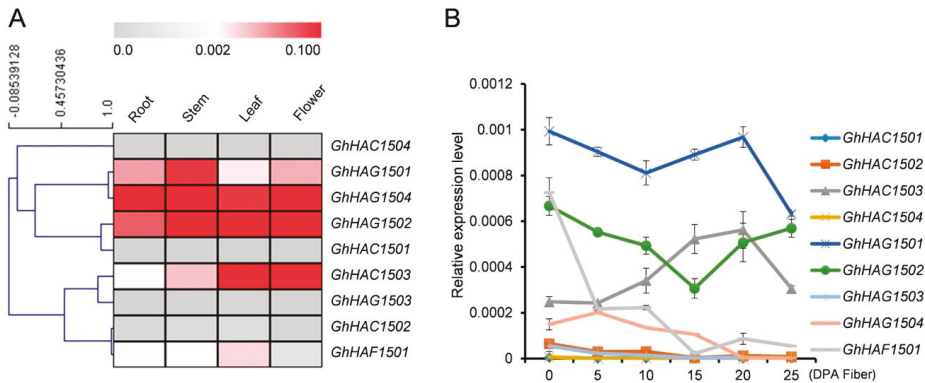 A
0.0 0.002 0.100
-0.08539128
0.45730436
1.0
Root Stem Leaf Flower
GhHAC1504
GhHAG1501
GhHAG1504
GhHAG1502
GhHAC1501
GhHAC1503
GhHAG1503
GhHAC1502
GhHAF1501
B
Relative expression level
0.0012
0.001
0.0008
0.0006
0.0004
0.0002
0
0 5 10 15 20 25 (DPA Fiber)
GhHAC1501
GhHAC1502
GhHAC1503
GhHAC1504
GhHAG1501
GhHAG1502
GhHAG1503
GhHAG1504
GhHAF1501